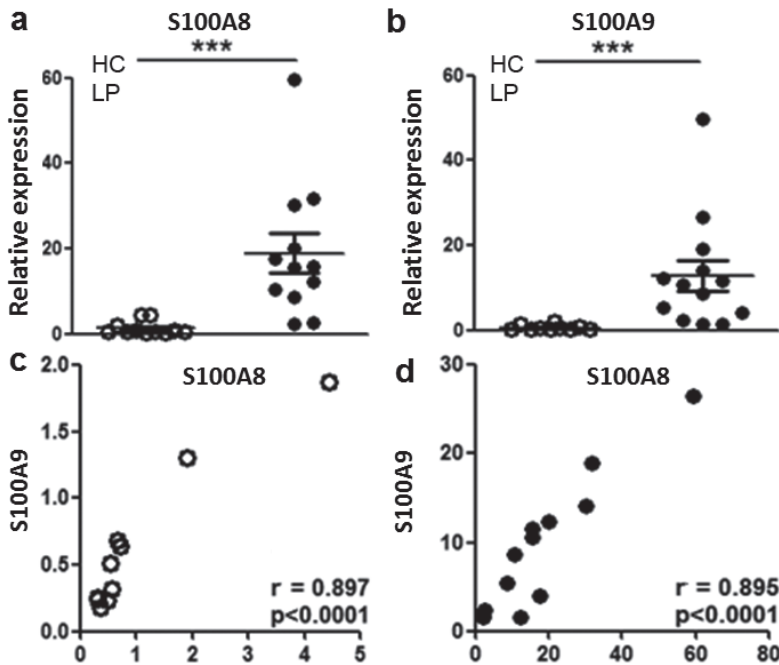 a
S100A8
***
HC
LP
Relative expression
60
40
20
0
b
S100A9
***
HC
LP
Relative expression
60
40
20
0
c
S100A8
S100A9
2.0
1.5
1.0
0.5
0.0
r = 0.897
p<0.0001
0 1 2 3 4 5
d
S100A8
S100A9
30
20
10
0
r = 0.895
p<0.0001
0 20 40 60 80